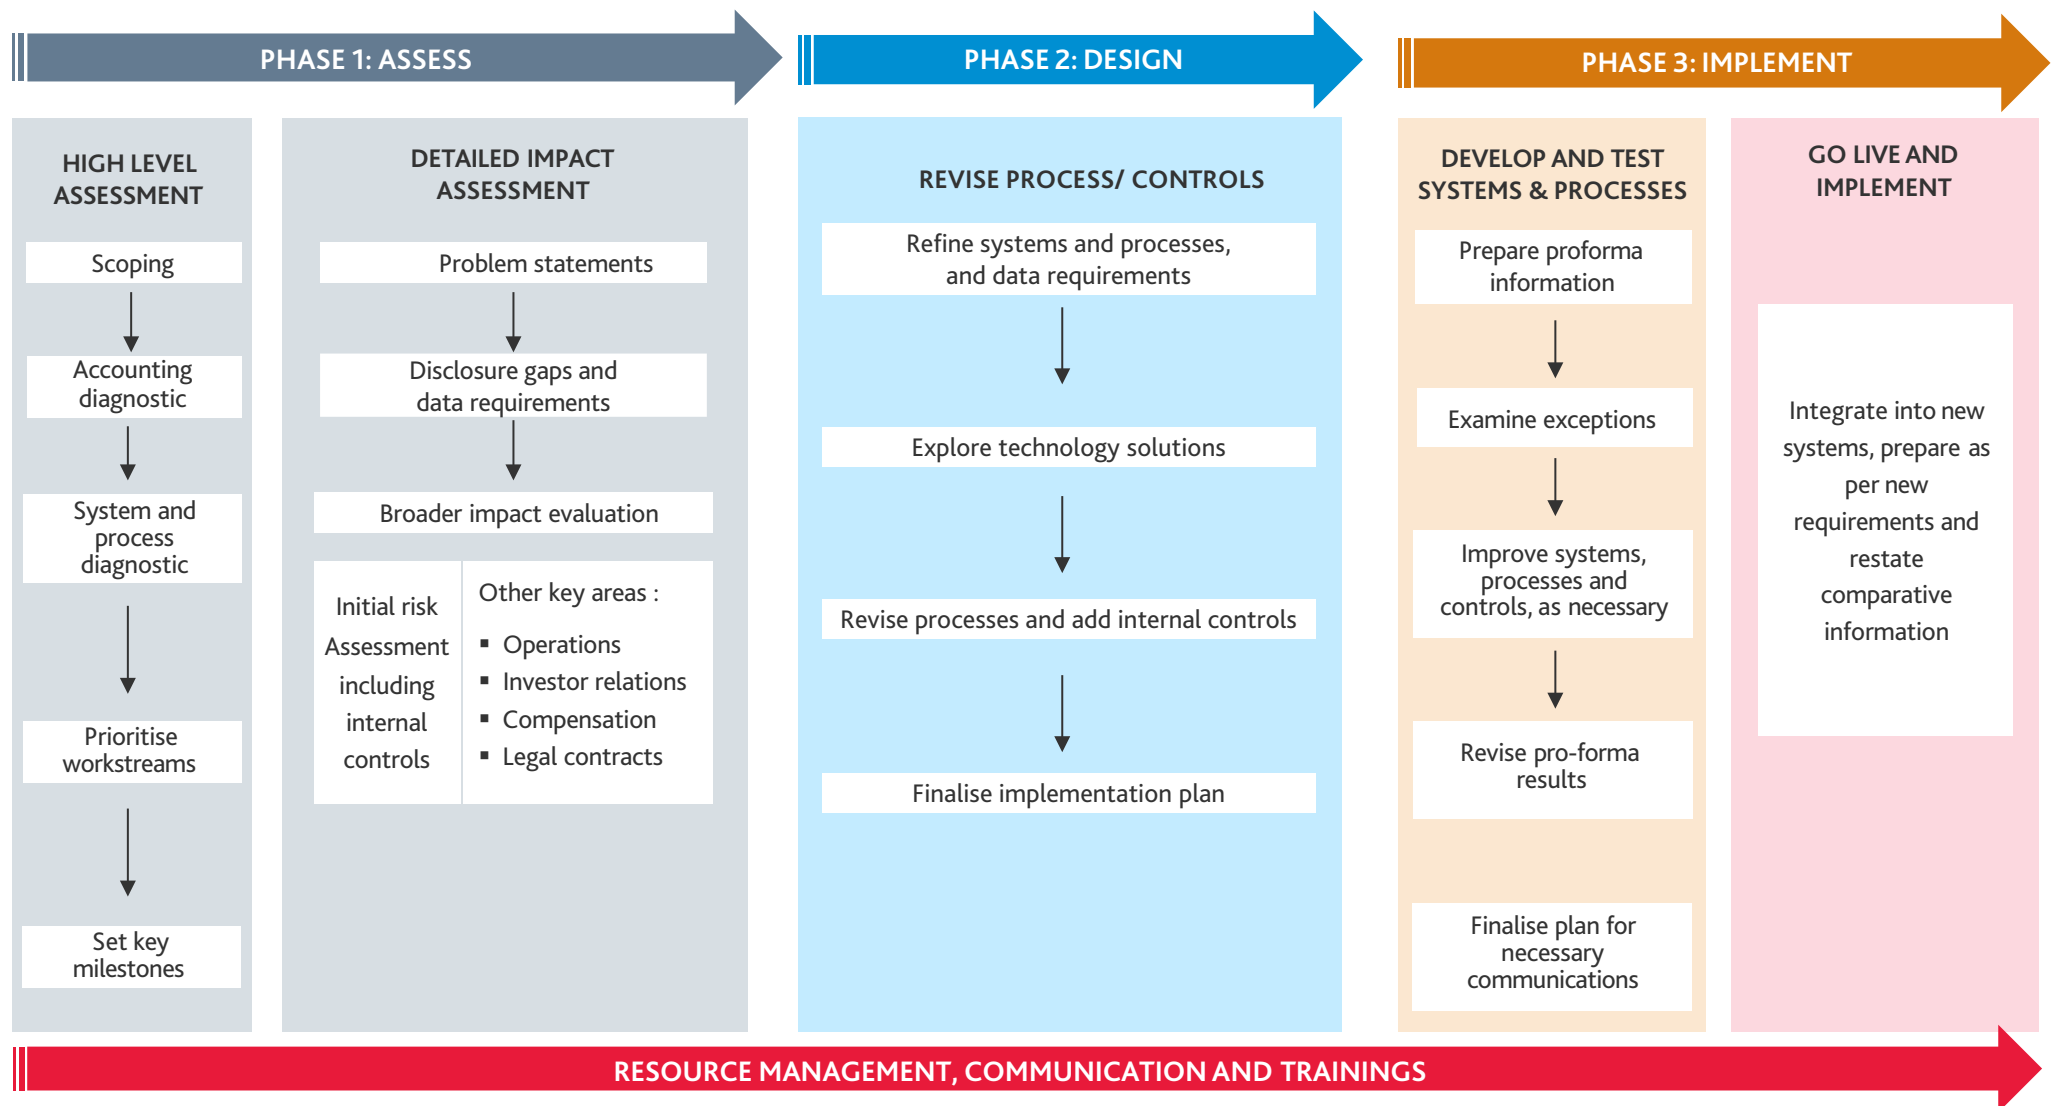 PHASE 1: ASSESS
PHASE 2: DESIGN
PHASE 3: IMPLEMENT
HIGH LEVEL
ASSESSMENT
Scoping
Accounting
diagnostic
System and
process
diagnostic
Prioritise
workstreams
Set key
milestones
DETAILED IMPACT
ASSESSMENT
Problem statements
Disclosure gaps and
data requirements
Broader impact evaluation
Initial risk
Assessment
including
internal
controls
Other key areas :
▪ Operations
▪ Investor relations
▪ Compensation
▪ Legal contracts
REVISE PROCESS/ CONTROLS
Refine systems and processes,
and data requirements
Explore technology solutions
Revise processes and add internal controls
Finalise implementation plan
DEVELOP AND TEST
SYSTEMS & PROCESSES
Prepare proforma
information
Examine exceptions
Improve systems,
processes and
controls, as necessary
Revise pro-forma
results
Finalise plan for
necessary
communications
GO LIVE AND
IMPLEMENT
Integrate into new
systems, prepare as
per new
requirements and
restate
comparative
information
RESOURCE MANAGEMENT, COMMUNICATION AND TRAININGS